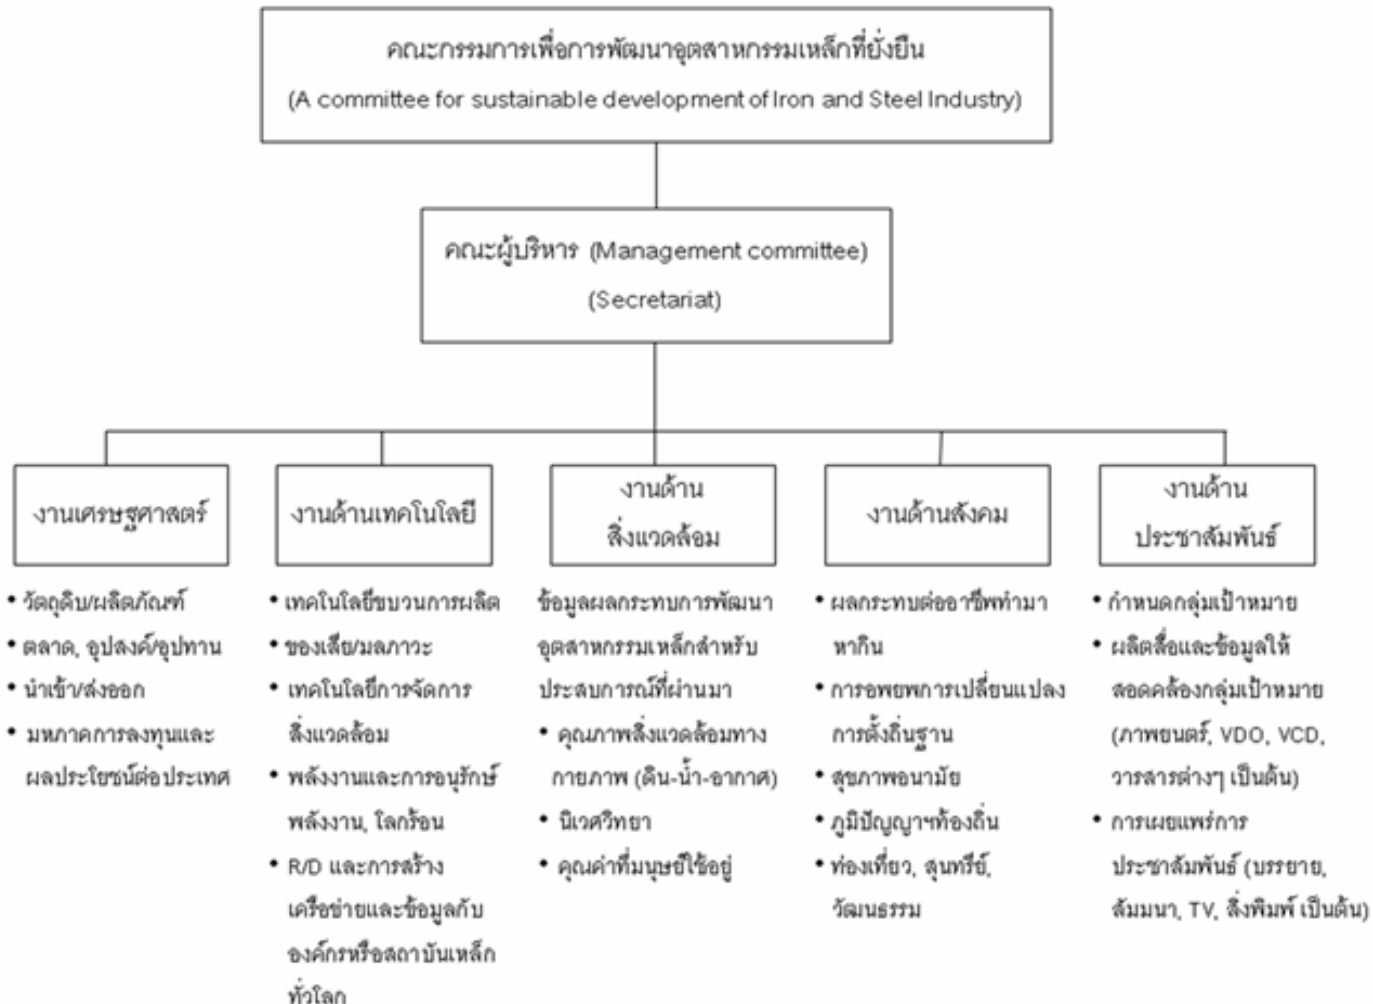 คณะกรรมการเพื่อการพัฒนาอุตสาหกรรมเหล็กที่ยั่งยืน
(A committee for sustainable development of Iron and Steel Industry)
คณะผู้บริหาร (Management committee)
(Secretariat)
งานเศรษฐศาสตร์
• วัตถุดิบ/ผลิตภัณฑ์
• ตลาด, อุปสงค์/อุปทาน
• นำเข้า/ส่งออก
• มหภาคการลงทุนและ
ผลประโยชน์ต่อประเทศ
งานด้านเทคโนโลยี
• เทคโนโลยีขบวนการผลิต
• ของเสีย/มลภาวะ
• เทคโนโลยีการจัดการ
สิ่งแวดล้อม
• พลังงานและการอนุรักษ์
พลังงาน, โลกร้อน
• R/D และการสร้าง
เครือข่ายและข้อมูลกับ
องค์กรหรือสถาบันเหล็ก
ทั่วโลก
งานด้าน
สิ่งแวดล้อม
ข้อมูลผลกระทบการพัฒนา
อุตสาหกรรมเหล็กสำหรับ
ประสบการณ์ที่ผ่านมา
• คุณภาพสิ่งแวดล้อมทาง
กายภาพ (ดิน-น้ำ-อากาศ)
• นิเวศวิทยา
• คุณค่าที่มนุษย์ใช้อยู่
งานด้านสังคม
• ผลกระทบต่ออาชีพทำมา
หากิน
• การอพยพการเปลี่ยนแปลง
การตั้งถิ่นฐาน
• สุขภาพอนามัย
• ภูมิปัญญาฯท้องถิ่น
• ท่องเที่ยว, สุนทรีย์,
วัฒนธรรม
งานด้าน
ประชาสัมพันธ์
• กำหนดกลุ่มเป้าหมาย
• ผลิตสื่อและข้อมูลให้
สอดคล้องกลุ่มเป้าหมาย
(ภาพยนตร์, VDO, VCD,
วารสารต่างๆ เป็นต้น)
• การเผยแพร่การ
ประชาสัมพันธ์ (บรรยาย,
สัมมนา, TV, สิ่งพิมพ์ เป็นต้น)